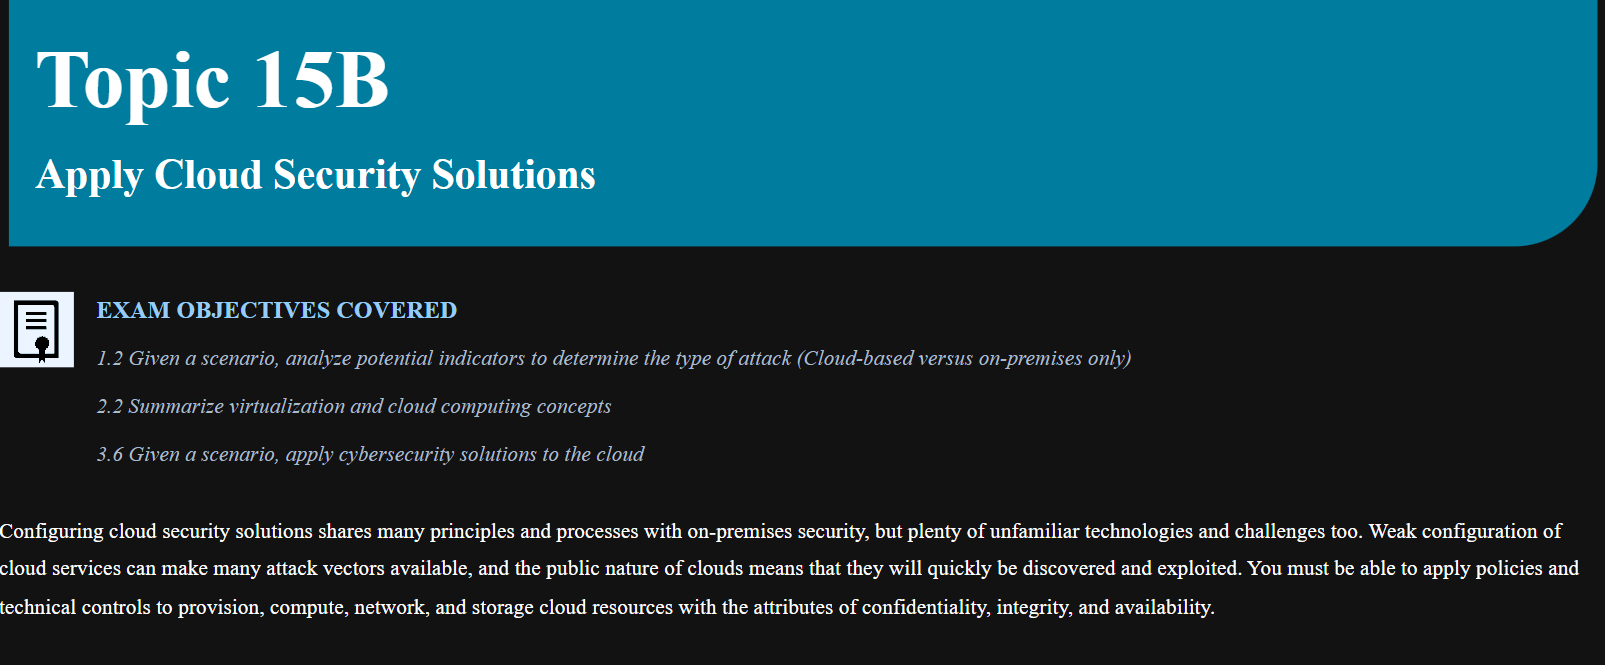 Topic 15B
Apply Cloud Security Solutions
EXAM OBJECTIVES COVERED
1.2 Given a scenario, analyze potential indicators to determine the type of attack (Cloud-based versus on-premises only)
2.2 Summarize virtualization and cloud computing concepts
3.6 Given a scenario, apply cybersecurity solutions to the cloud
Configuring cloud security solutions shares many principles and processes with on-premises security, but plenty of unfamiliar technologies and challenges too. Weak configuration of
cloud services can make many attack vectors available, and the public nature of clouds means that they will quickly be discovered and exploited. You must be able to apply policies and
technical controls to provision, compute, network, and storage cloud resources with the attributes of confidentiality, integrity, and availability.